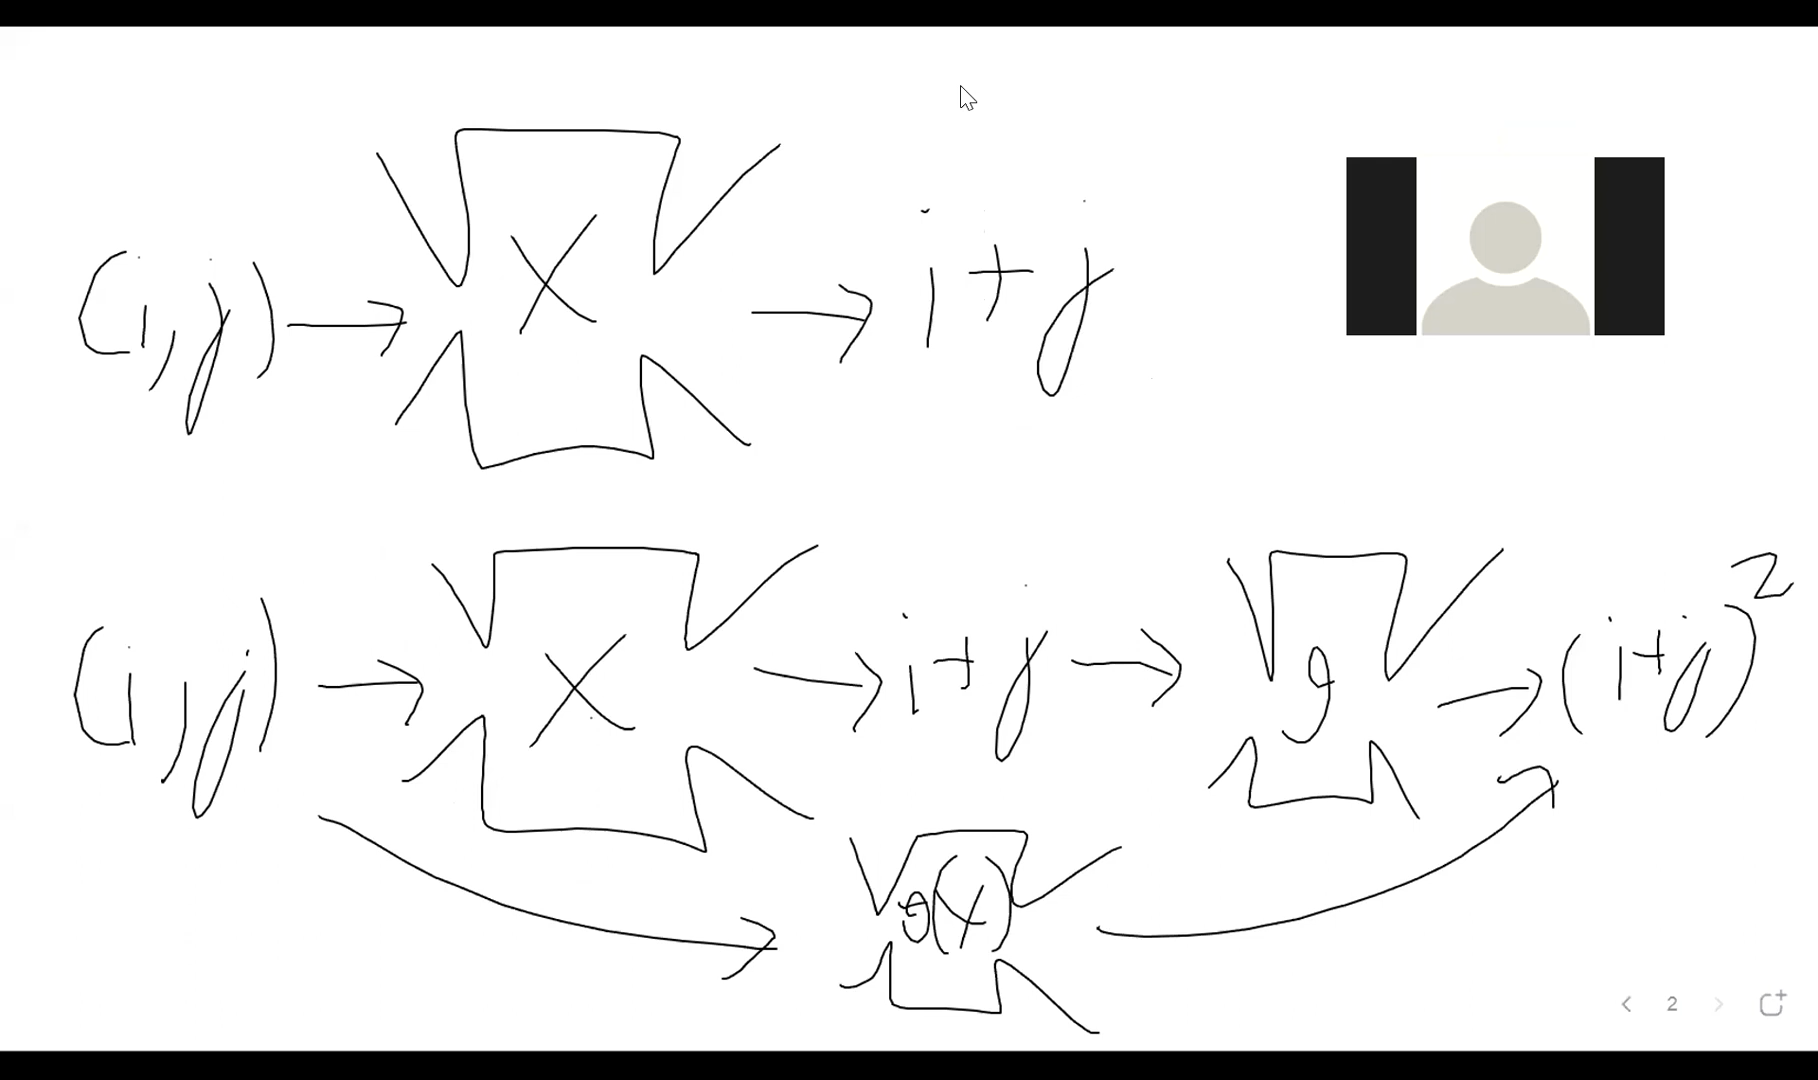 (i, j) → X → i + j
(i, j) → X → i + j → g → (i + j)²
g(X)
2